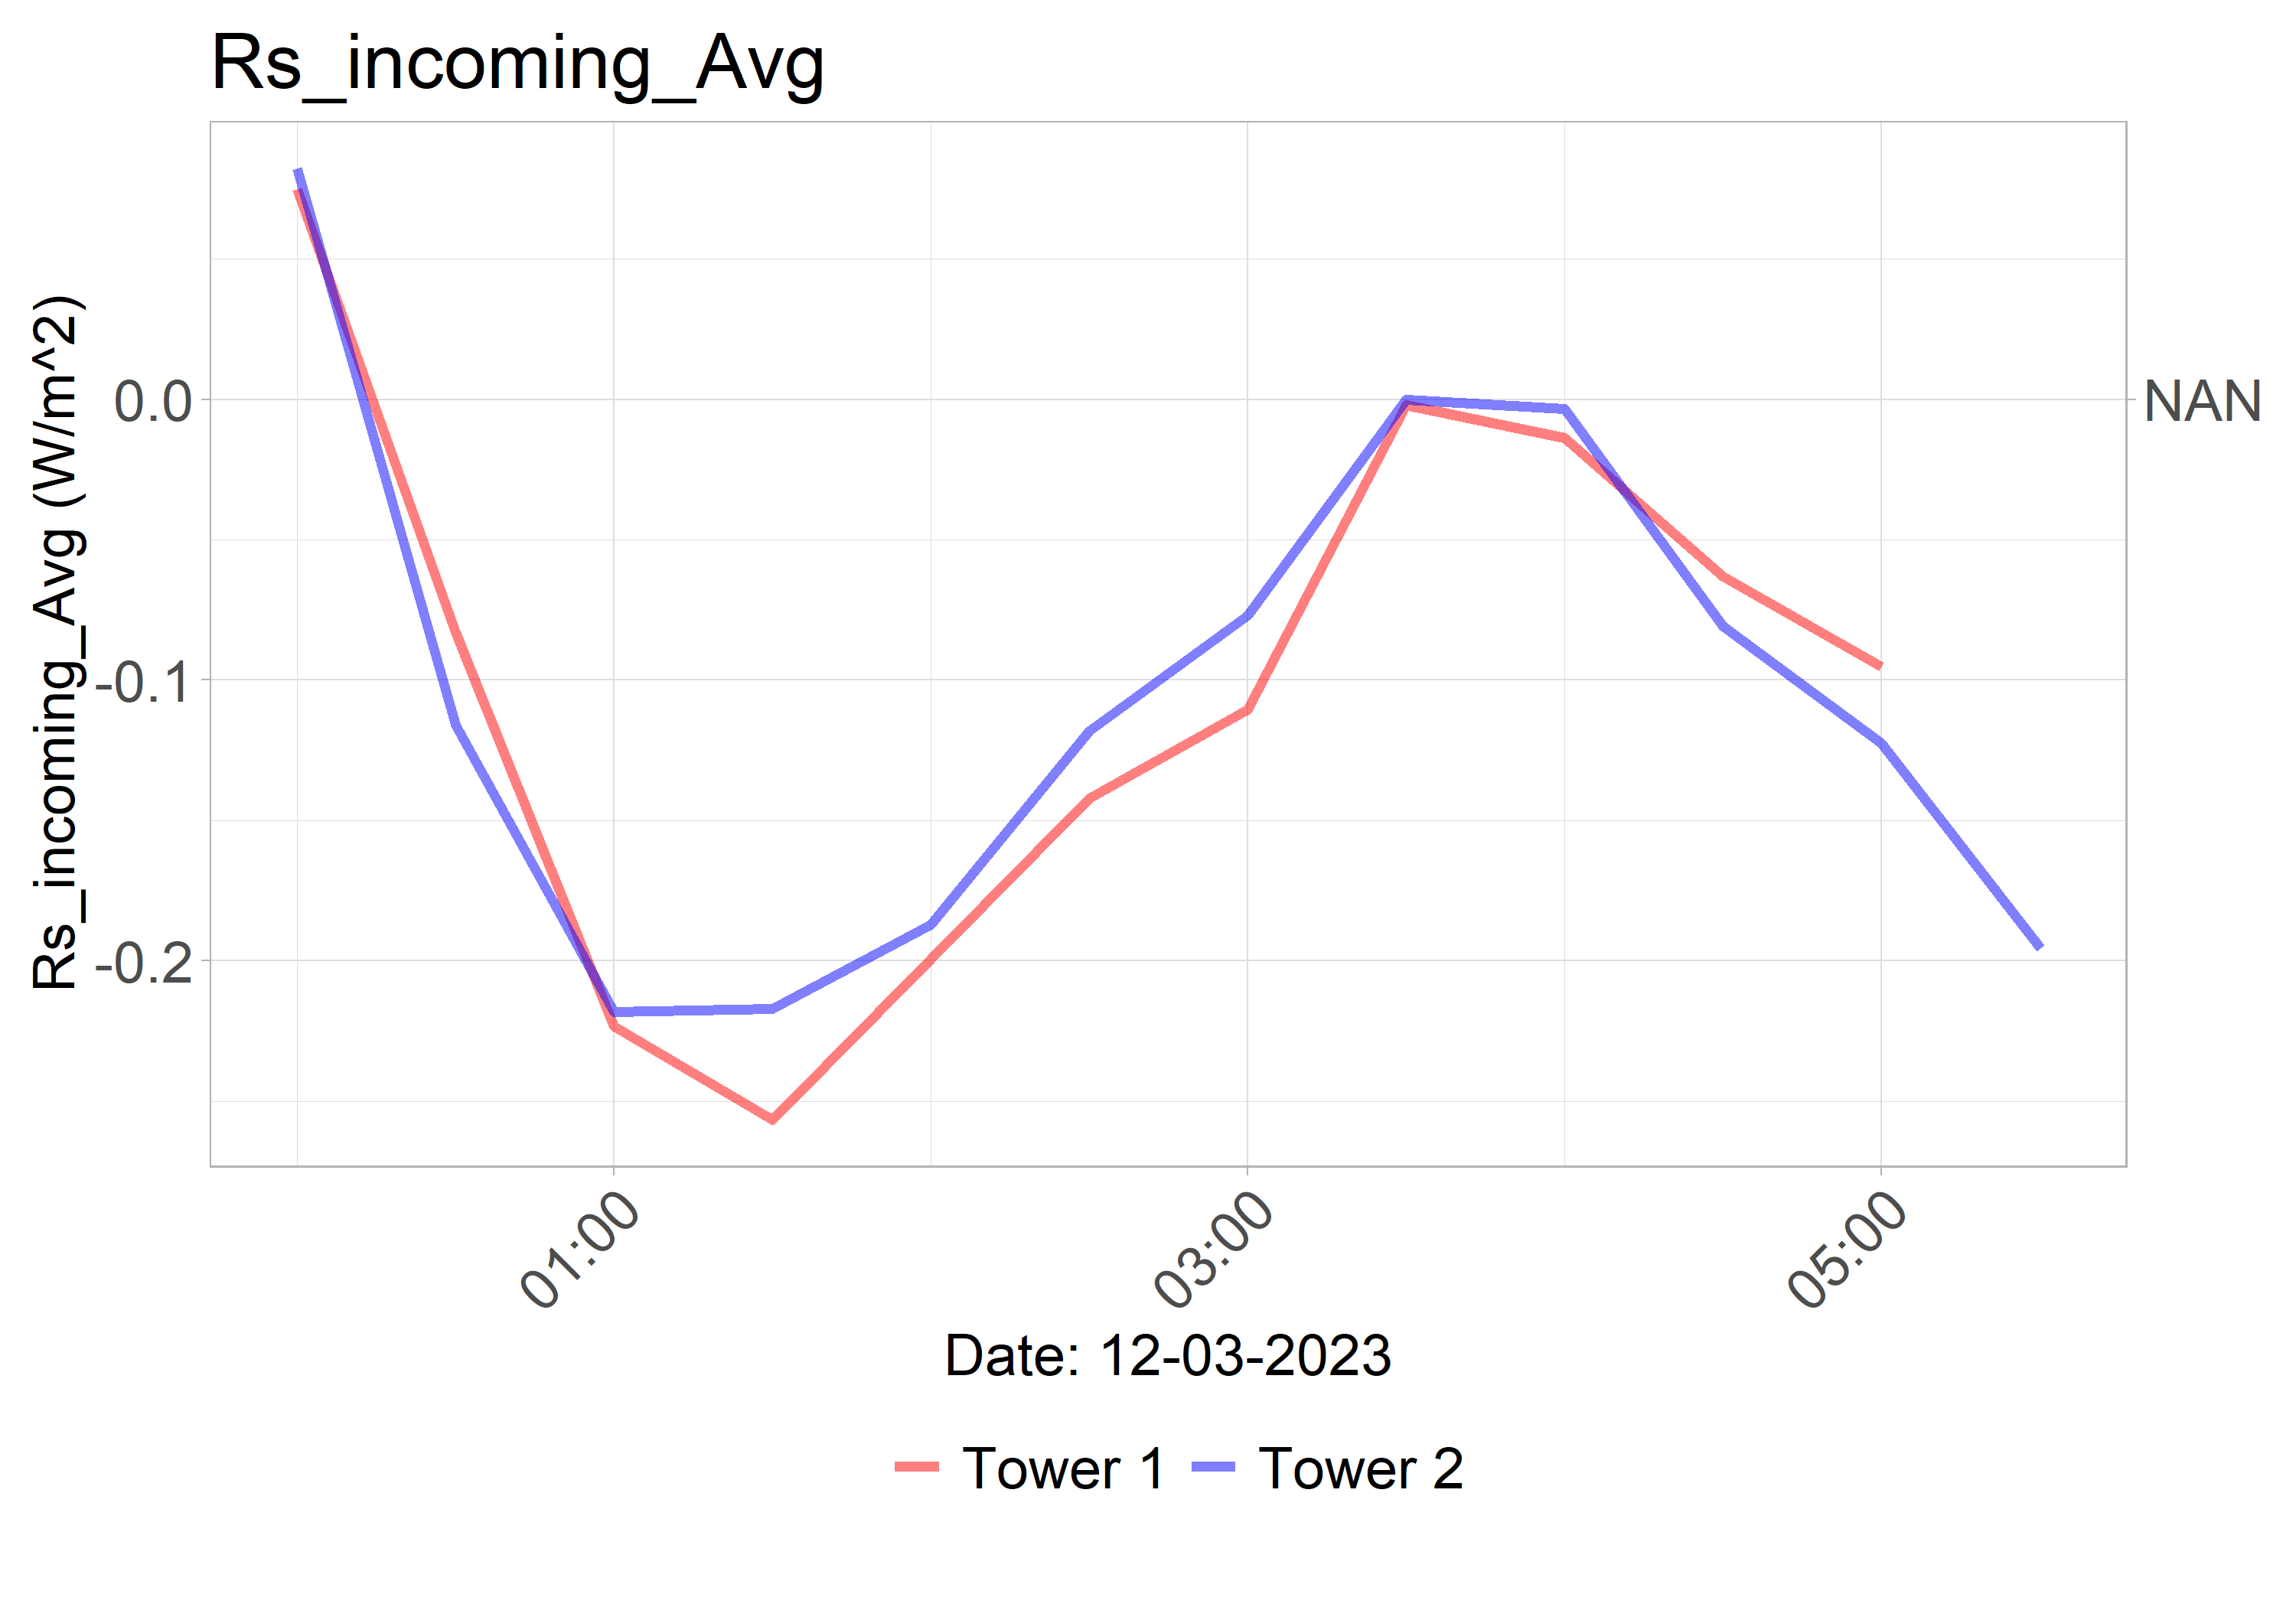 Rs_incoming_Avg
Rs_incoming_Avg (W/m^2)
0.0
-0.1
-0.2
NAN
01:00
03:00
05:00
Date: 12-03-2023
Tower 1
Tower 2